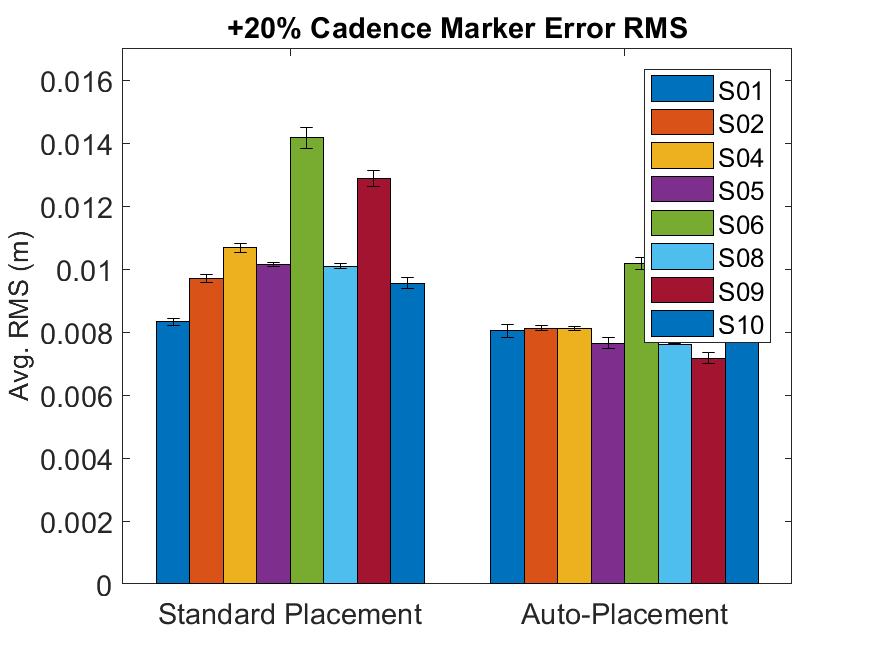 +20% Cadence Marker Error RMS
Avg. RMS (m)
0.016
0.014
0.012
0.01
0.008
0.006
0.004
0.002
0
S01
S02
S04
S05
S06
S08
S09
S10
Standard Placement
Auto-Placement